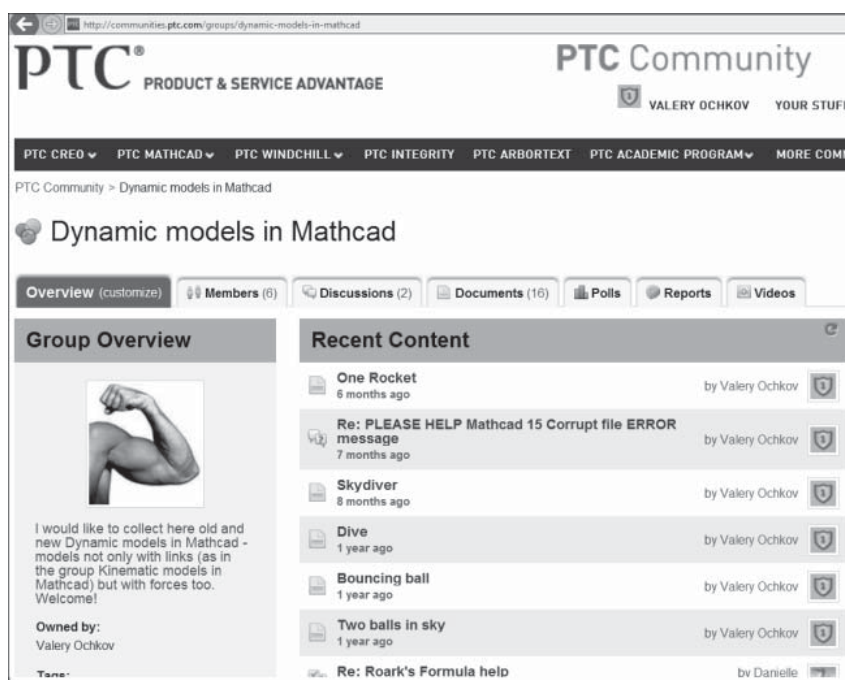 http://communities.ptc.com/groups/dynamic-models-in-mathcad
PTC® PRODUCT & SERVICE ADVANTAGE
PTC Community
VALERY OCHKOV YOUR STUF
PTC CREO PTC MATHCAD PTC WINDCHILL PTC INTEGRITY PTC ARBORTEXT PTC ACADEMIC PROGRAM MORE COM
PTC Community > Dynamic models in Mathcad
Dynamic models in Mathcad
Overview (customize) Members (6) Discussions (2) Documents (16) Polls Reports Videos
Group Overview
I would like to collect here old and
new Dynamic models in Mathcad -
models not only with links (as in
the group Kinematic models in
Mathcad) but with forces too.
Welcome!
Owned by:
Valery Ochkov
Tags:
Recent Content
One Rocket
6 months ago
by Valery Ochkov
Re: PLEASE HELP Mathcad 15 Corrupt file ERROR
message
7 months ago
by Valery Ochkov
Skydiver
8 months ago
by Valery Ochkov
Dive
1 year ago
by Valery Ochkov
Bouncing ball
1 year ago
by Valery Ochkov
Two balls in sky
1 year ago
by Valery Ochkov
Re: Roark's Formula help
by Danielle